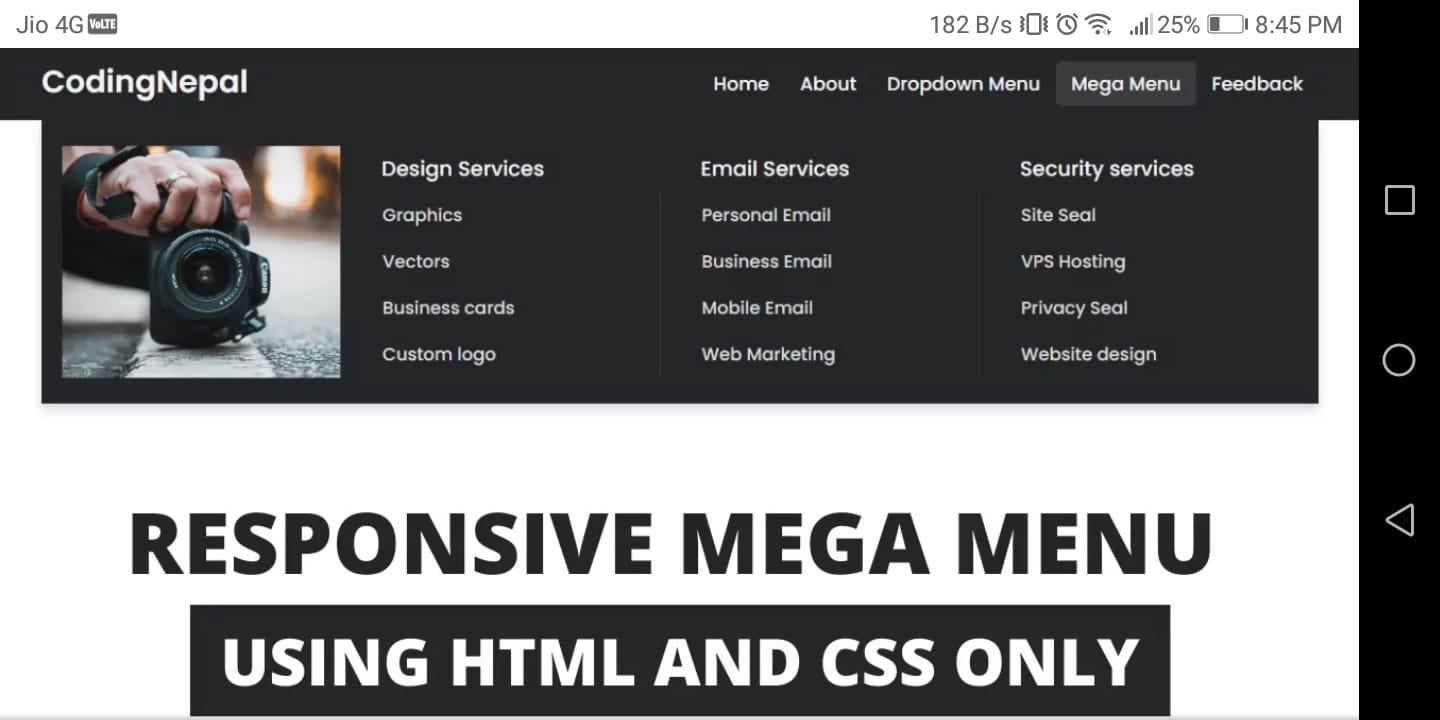 Jio 4G VoLTE 182 B/s 25% 8:45 PM
CodingNepal Home About Dropdown Menu Mega Menu Feedback
Design Services Email Services Security services
Graphics Personal Email Site Seal
Vectors Business Email VPS Hosting
Business cards Mobile Email Privacy Seal
Custom logo Web Marketing Website design
Canon
RESPONSIVE MEGA MENU
USING HTML AND CSS ONLY